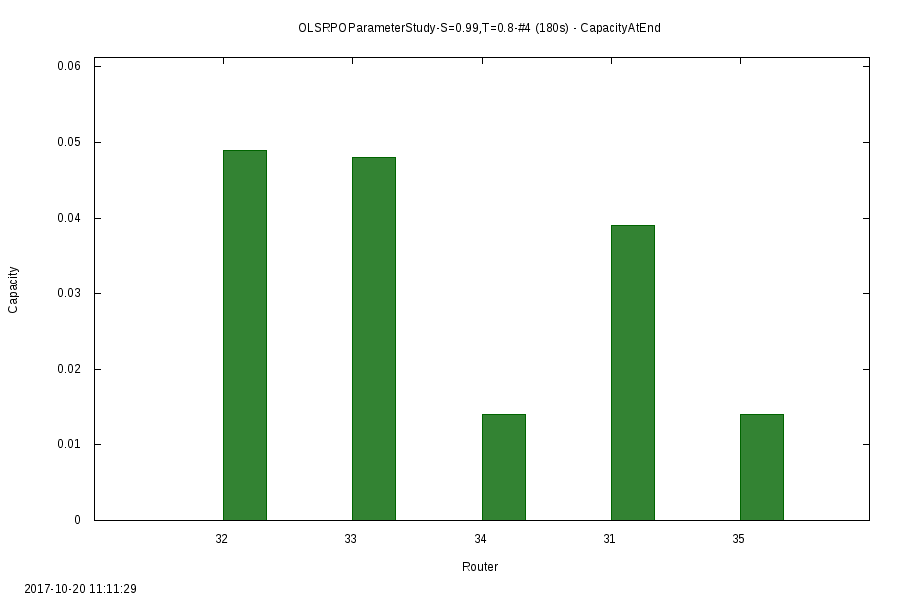 OLSRPOParameterStudy-S=0.99,T=0.8-#4 (180s) - CapacityAtEnd
0.06
0.05
0.04
0.03
0.02
0.01
0
Capacity
32 33 34 31 35
Router
2017-10-20 11:11:29